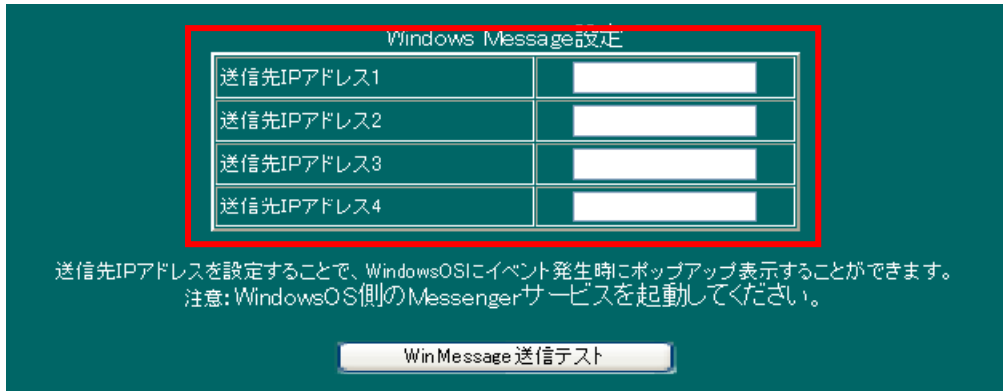 Windows Message設定
送信先IPアドレス1
送信先IPアドレス2
送信先IPアドレス3
送信先IPアドレス4
送信先IPアドレスを設定することで、WindowsOSにイベント発生時にポップアップ表示することができます。
注意:WindowsOS側のMessengerサービスを起動してください。
WinMessage送信テスト